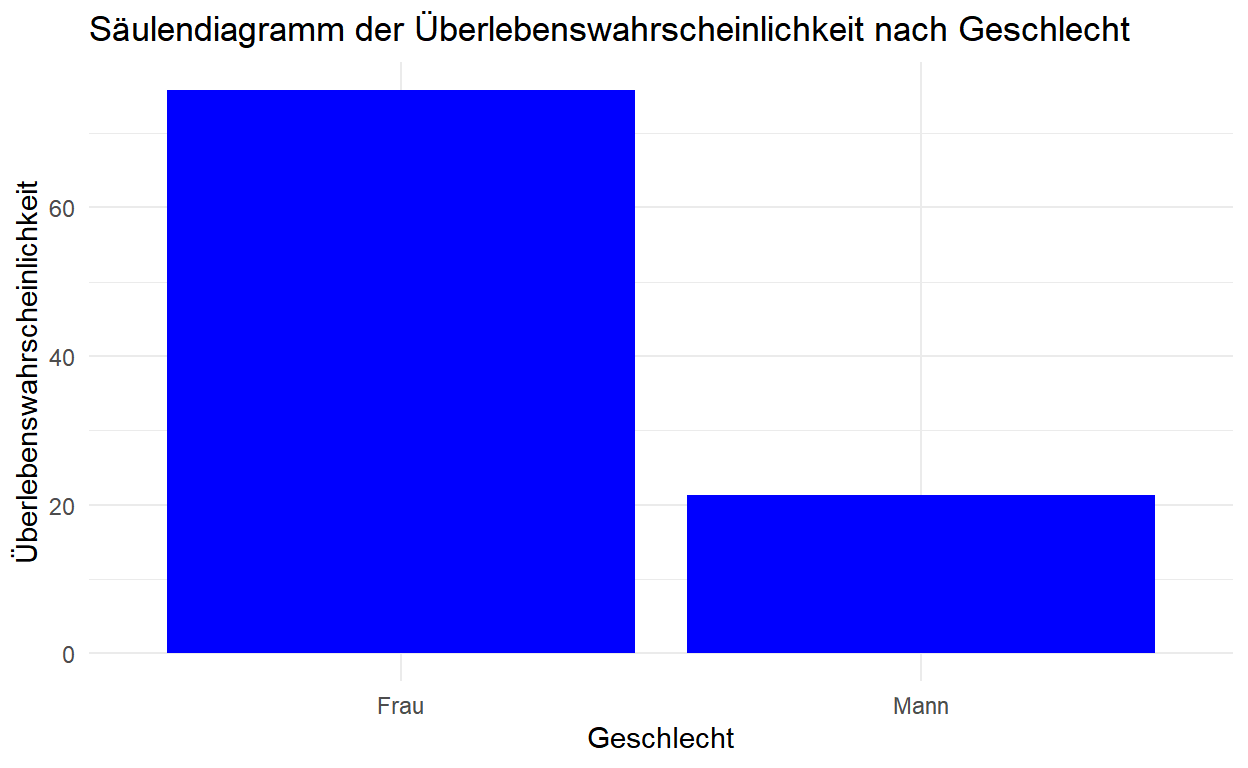 Säulendiagramm der Überlebenswahrscheinlichkeit nach Geschlecht
Überlebenswahrscheinlichkeit
60
40
20
0
Frau
Mann
Geschlecht